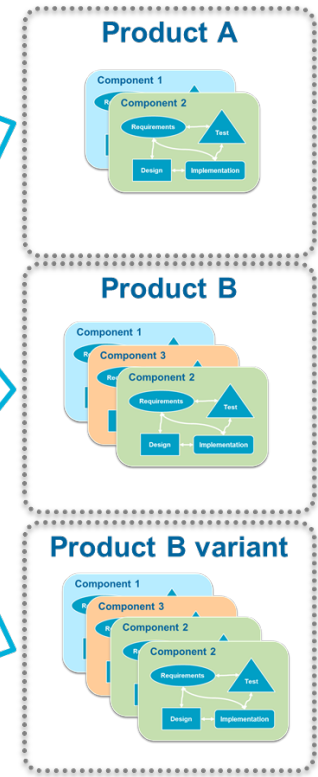 Product A
Component 1
Component 2
Requirements
Test
Design
Implementation
Product B
Component 1
Component 3
Component 2
Requirements
Test
Design
Implementation
Product B variant
Component 1
Component 3
Component 2
Component 2
Requirements
Test
Design
Implementation